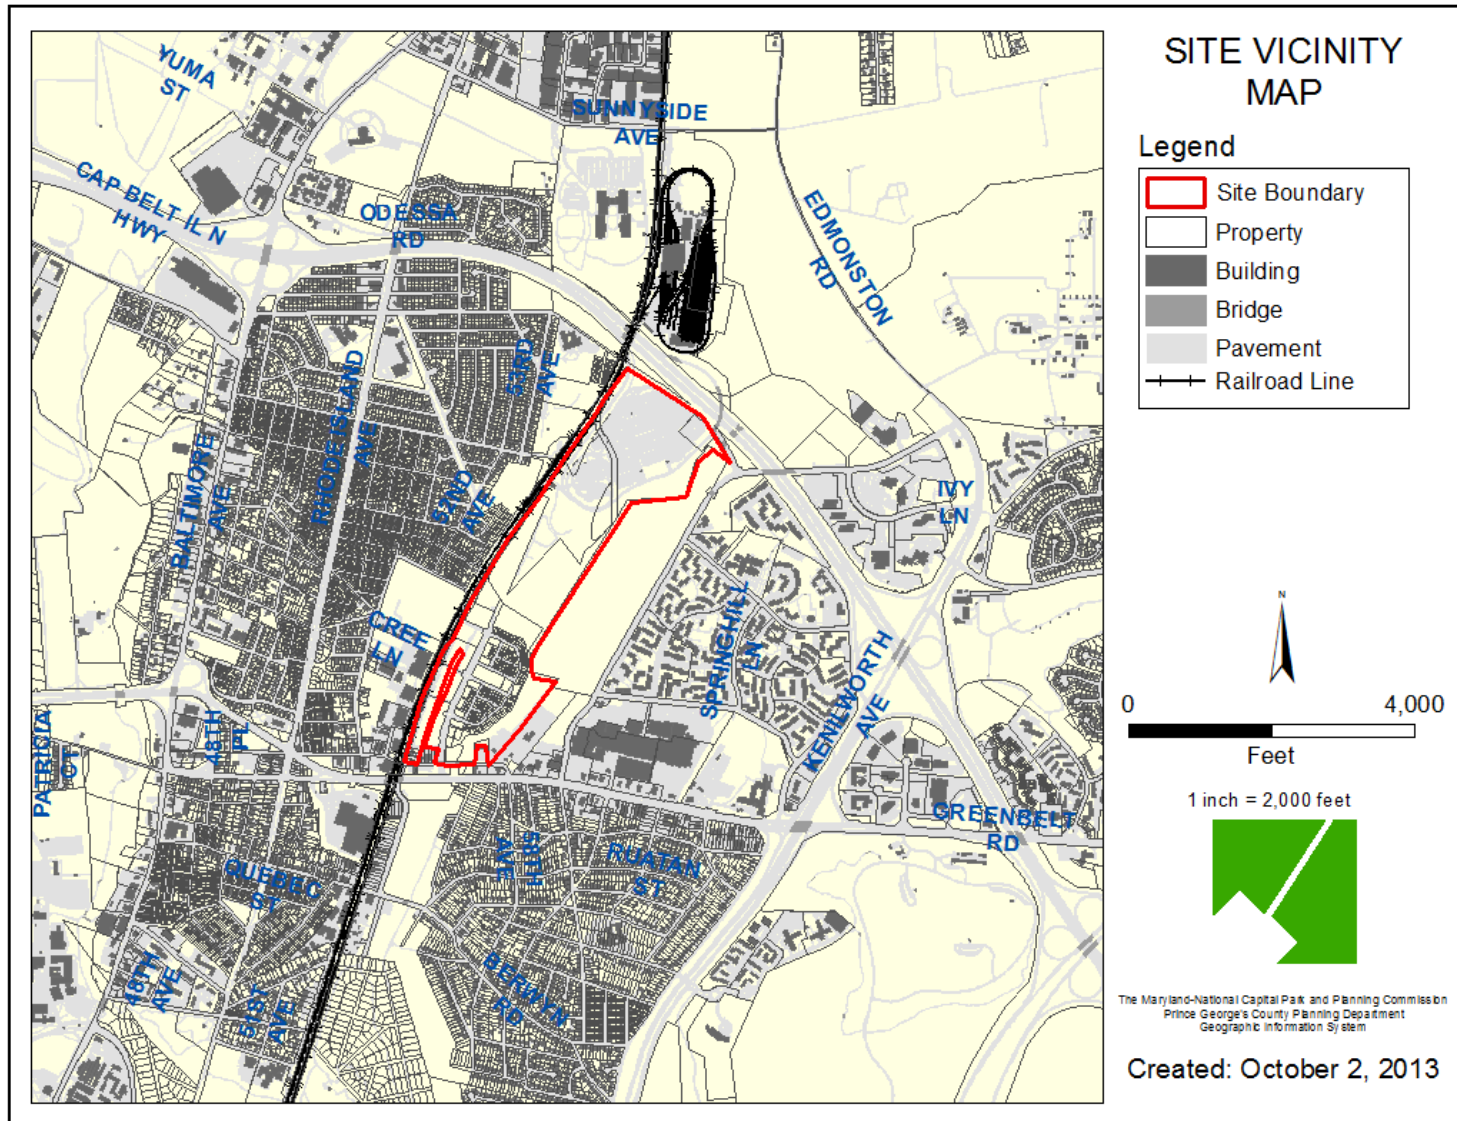 YUMA
ST
SUNNYSIDE
AVE
CAP BELT IL N
HWY
ODESSA
RD
EDMONSTON
RD
53RD
AVE
RHODE ISLAND
AVE
BALTIMORE
AVE
52ND
AVE
IVY
LN
CREE
LN
SPRINGHILL
LN
KENILWORTH
AVE
48TH
PL
PATRICIA
CT
GREENBELT
RD
58TH
AVE
RUATAN
ST
QUEBEC
ST
BERWYN
RD
48TH
AVE
51ST
AVE
SITE VICINITY
MAP
Legend
Site Boundary
Property
Building
Bridge
Pavement
Railroad Line
N
0 4,000
Feet
1 inch = 2,000 feet
The Maryland-National Capital Park and Planning Commission
Prince George's County Planning Department
Geographic Information System
Created: October 2, 2013